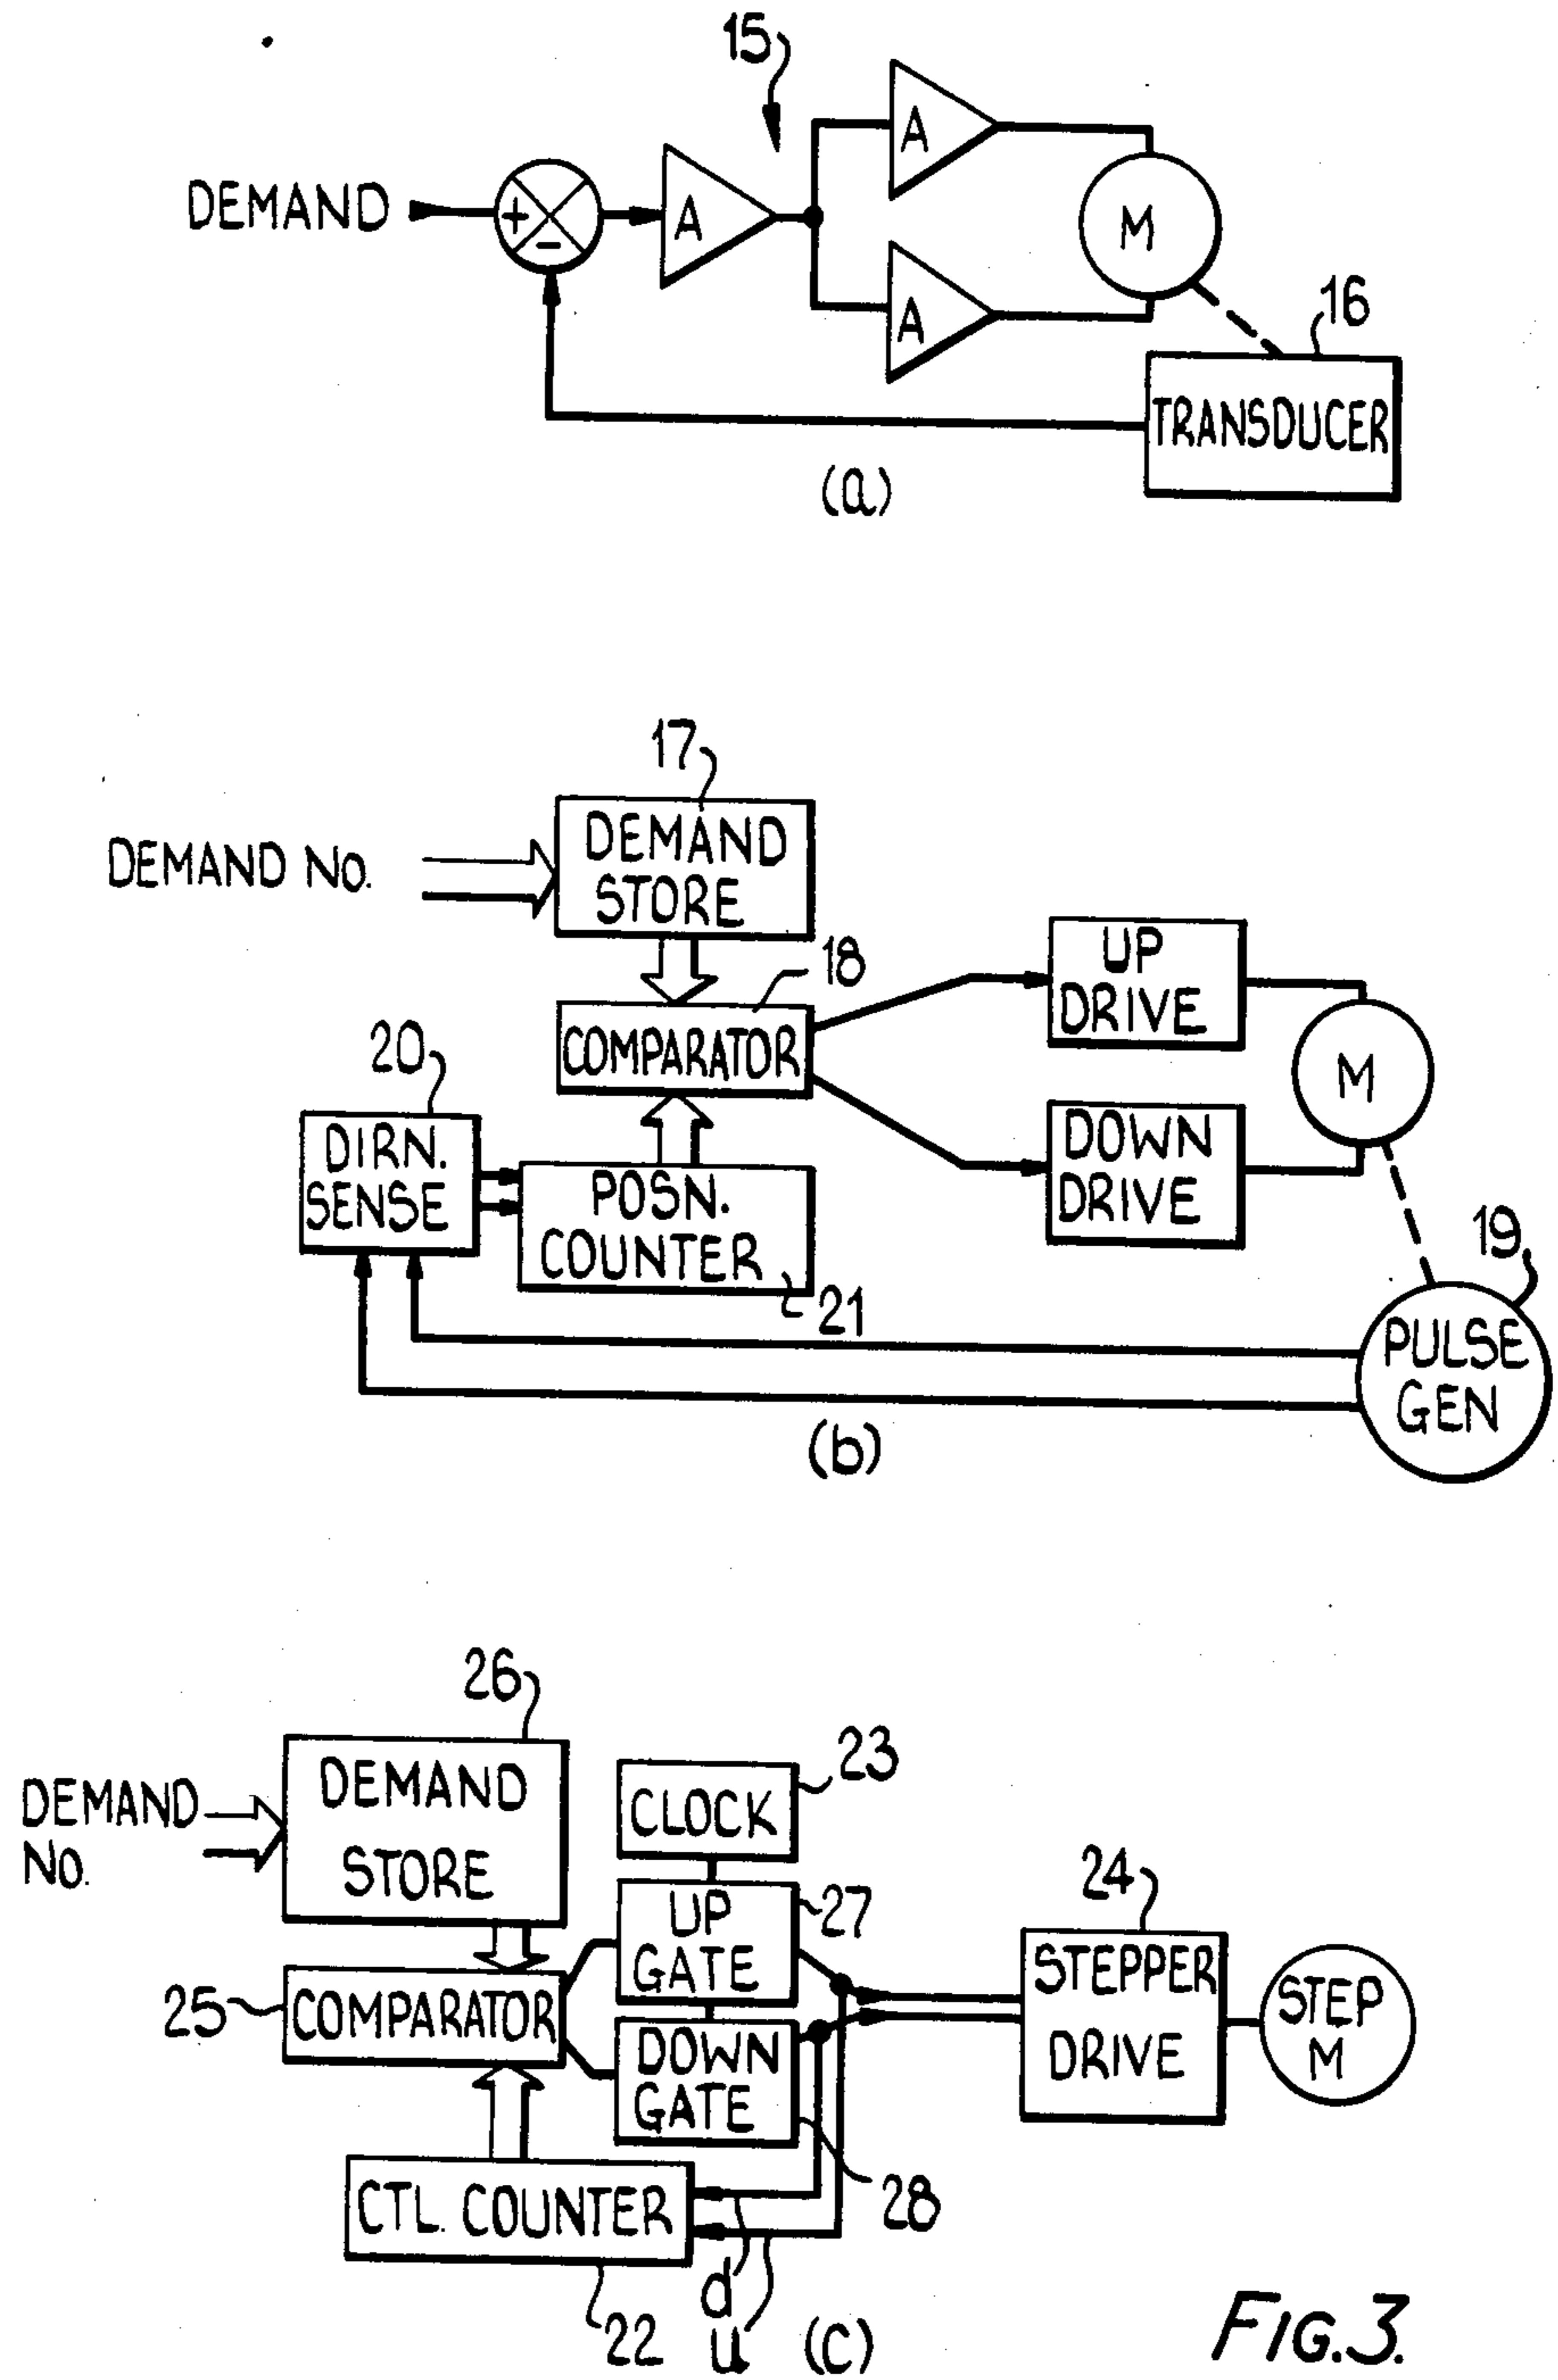 15
A
DEMAND
+
-
A
M
A
16
TRANSDUCER
(a)
17
DEMAND No.
DEMAND
STORE
18
UP
DRIVE
COMPARATOR
20
M
DIRN.
SENSE
DOWN
DRIVE
POSN.
COUNTER
19
21
PULSE
GEN
(b)
26
23
DEMAND
No.
DEMAND
STORE
CLOCK
24
27
UP
GATE
STEPPER
DRIVE
25
COMPARATOR
STEP
M
DOWN
GATE
28
CTL. COUNTER
d
u
22
(c)
FIG.3.